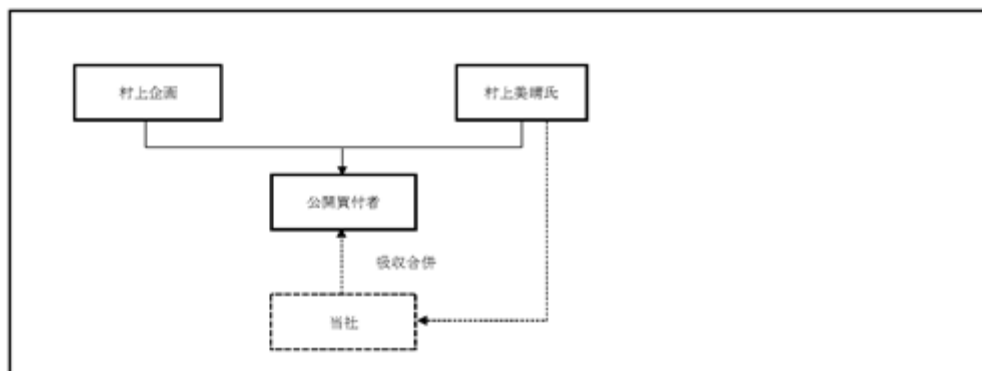 村上企画
村上美晴氏
公開買付者
吸収合併
当社